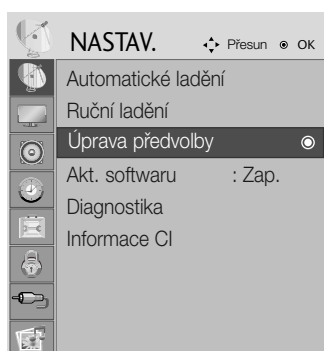 NASTAV. Přesun OK
Automatické ladění
Ruční ladění
Úprava předvolby
Akt. softwaru : Zap.
Diagnostika
Informace CI